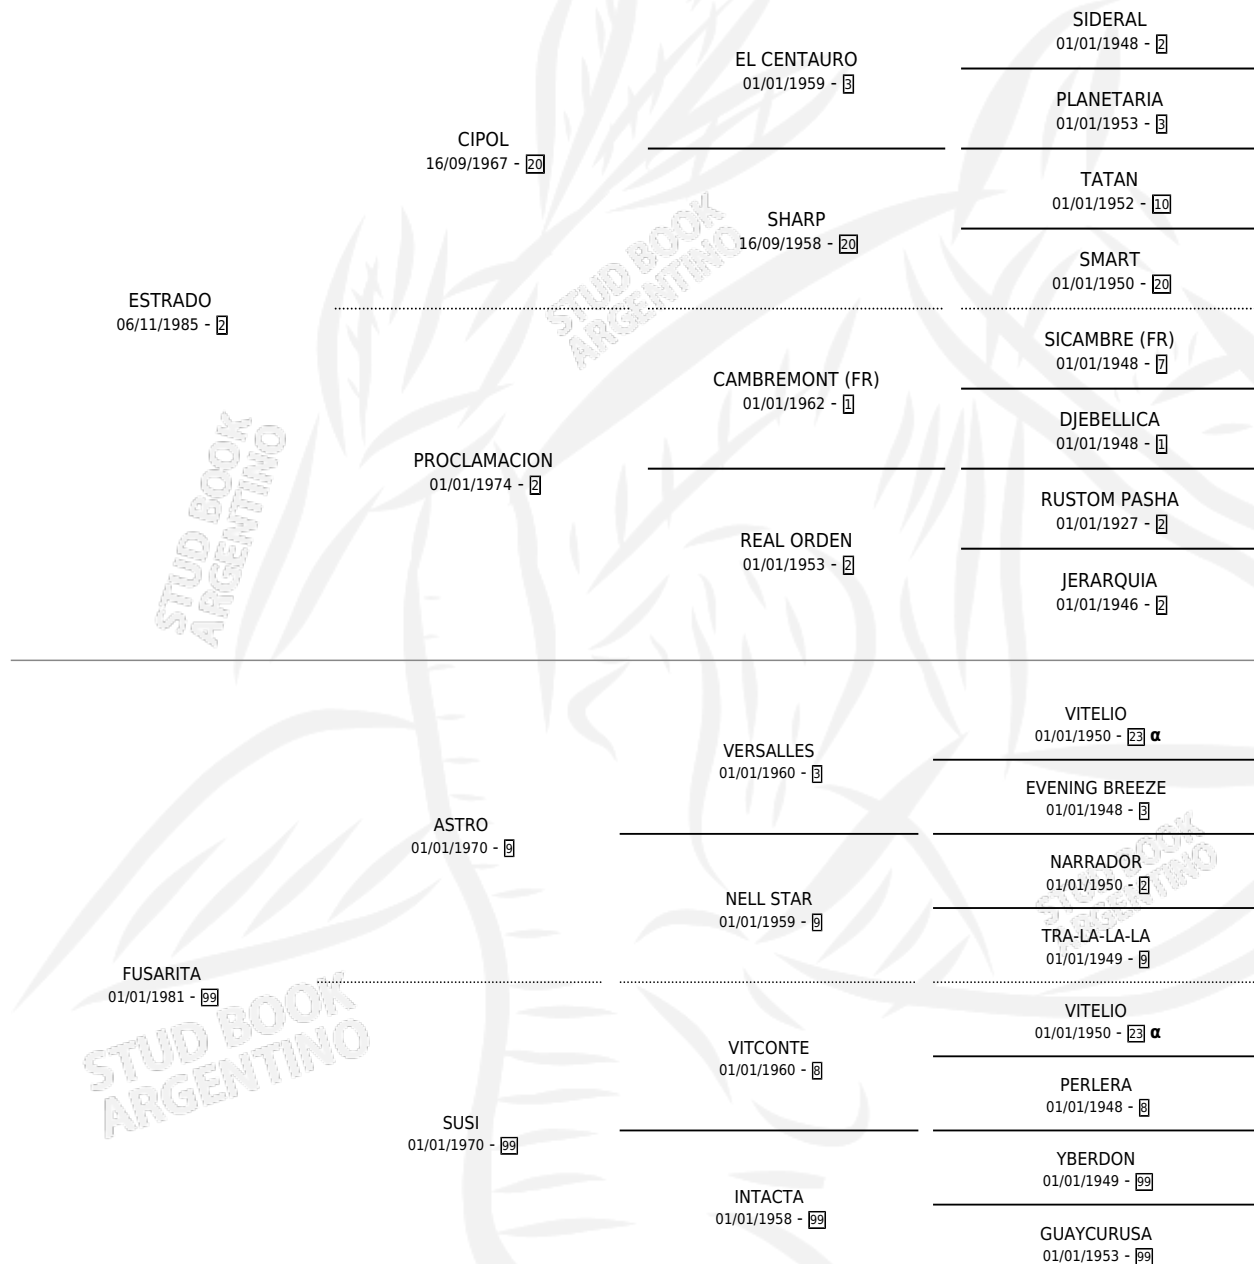 SIDERAL
01/01/1948 - 2
EL CENTAURO
01/01/1959 - 3
PLANETARIA
01/01/1953 - 3
CIPOL
16/09/1967 - 20
TATAN
01/01/1952 - 10
SHARP
16/09/1958 - 20
SMART
01/01/1950 - 20
ESTRADO
06/11/1985 - 2
SICAMBRE (FR)
01/01/1948 - 7
CAMBREMONT (FR)
01/01/1962 - 1
DJEBELLICA
01/01/1948 - 1
PROCLAMACION
01/01/1974 - 2
RUSTOM PASHA
01/01/1927 - 2
REAL ORDEN
01/01/1953 - 2
JERARQUIA
01/01/1946 - 2
STUD BOOK
ARGENTINO
STUD BOOK
ARGENTINO
VITELIO
01/01/1950 - 23 α
VERSALLES
01/01/1960 - 3
EVENING BREEZE
01/01/1948 - 3
ASTRO
01/01/1970 - 9
NARRADOR
01/01/1950 - 2
NELL STAR
01/01/1959 - 9
TRA-LA-LA-LA
01/01/1949 - 9
FUSARITA
01/01/1981 - 99
VITELIO
01/01/1950 - 23 α
VITCONTE
01/01/1960 - 8
PERLERA
01/01/1948 - 8
SUSI
01/01/1970 - 99
YBERDON
01/01/1949 - 99
INTACTA
01/01/1958 - 99
GUAYCURUSA
01/01/1953 - 99
STUD BOOK
ARGENTINO
STUD BOOK
ARGENTINO